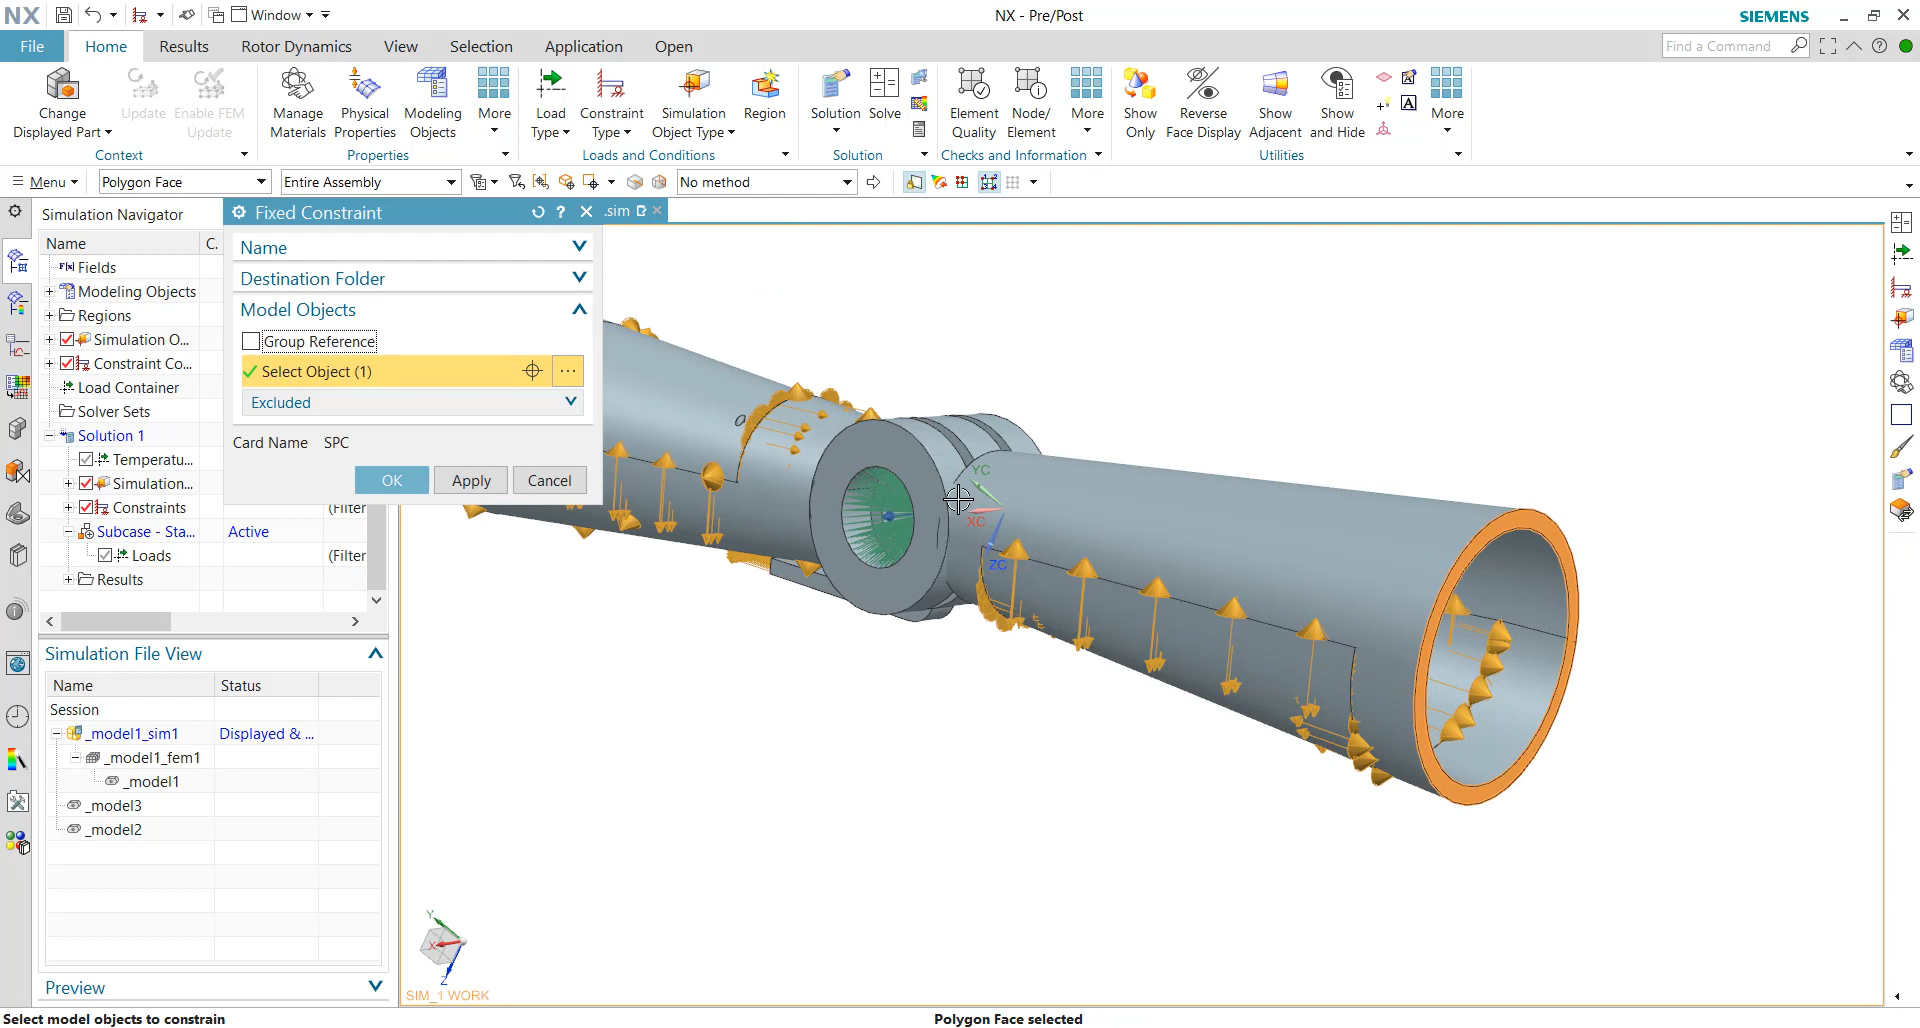 NX
Window
NX - Pre/Post
SIEMENS
File
Home
Results
Rotor Dynamics
View
Selection
Application
Open
Find a Command
Change
Displayed Part
Update
Enable FEM
Update
Context
Manage
Materials
Physical
Properties
Modeling
Objects
More
Properties
Load
Type
Constraint
Type
Simulation
Object Type
Region
Loads and Conditions
Solution
Solve
Solution
Element
Quality
Node/
Element
More
Checks and Information
Show
Only
Reverse
Face Display
Show
Adjacent
Show
and Hide
More
Utilities
Menu
Polygon Face
Entire Assembly
No method
Simulation Navigator
Name
C.
Fields
Modeling Objects
Regions
Simulation O...
Constraint Co...
Load Container
Solver Sets
Solution 1
Temperatu...
Simulation...
Constraints
(Filter
Subcase - Sta...
Active
Loads
(Filter
Results
Fixed Constraint
.sim
Name
Destination Folder
Model Objects
Group Reference
Select Object (1)
Excluded
Card Name SPC
OK
Apply
Cancel
YC
XC
ZC
Simulation File View
Name
Status
Session
_model1_sim1
Displayed & ...
_model1_fem1
_model1
_model3
_model2
Preview
Y
X
Z
SIM_1 WORK
Select model objects to constrain
Polygon Face selected